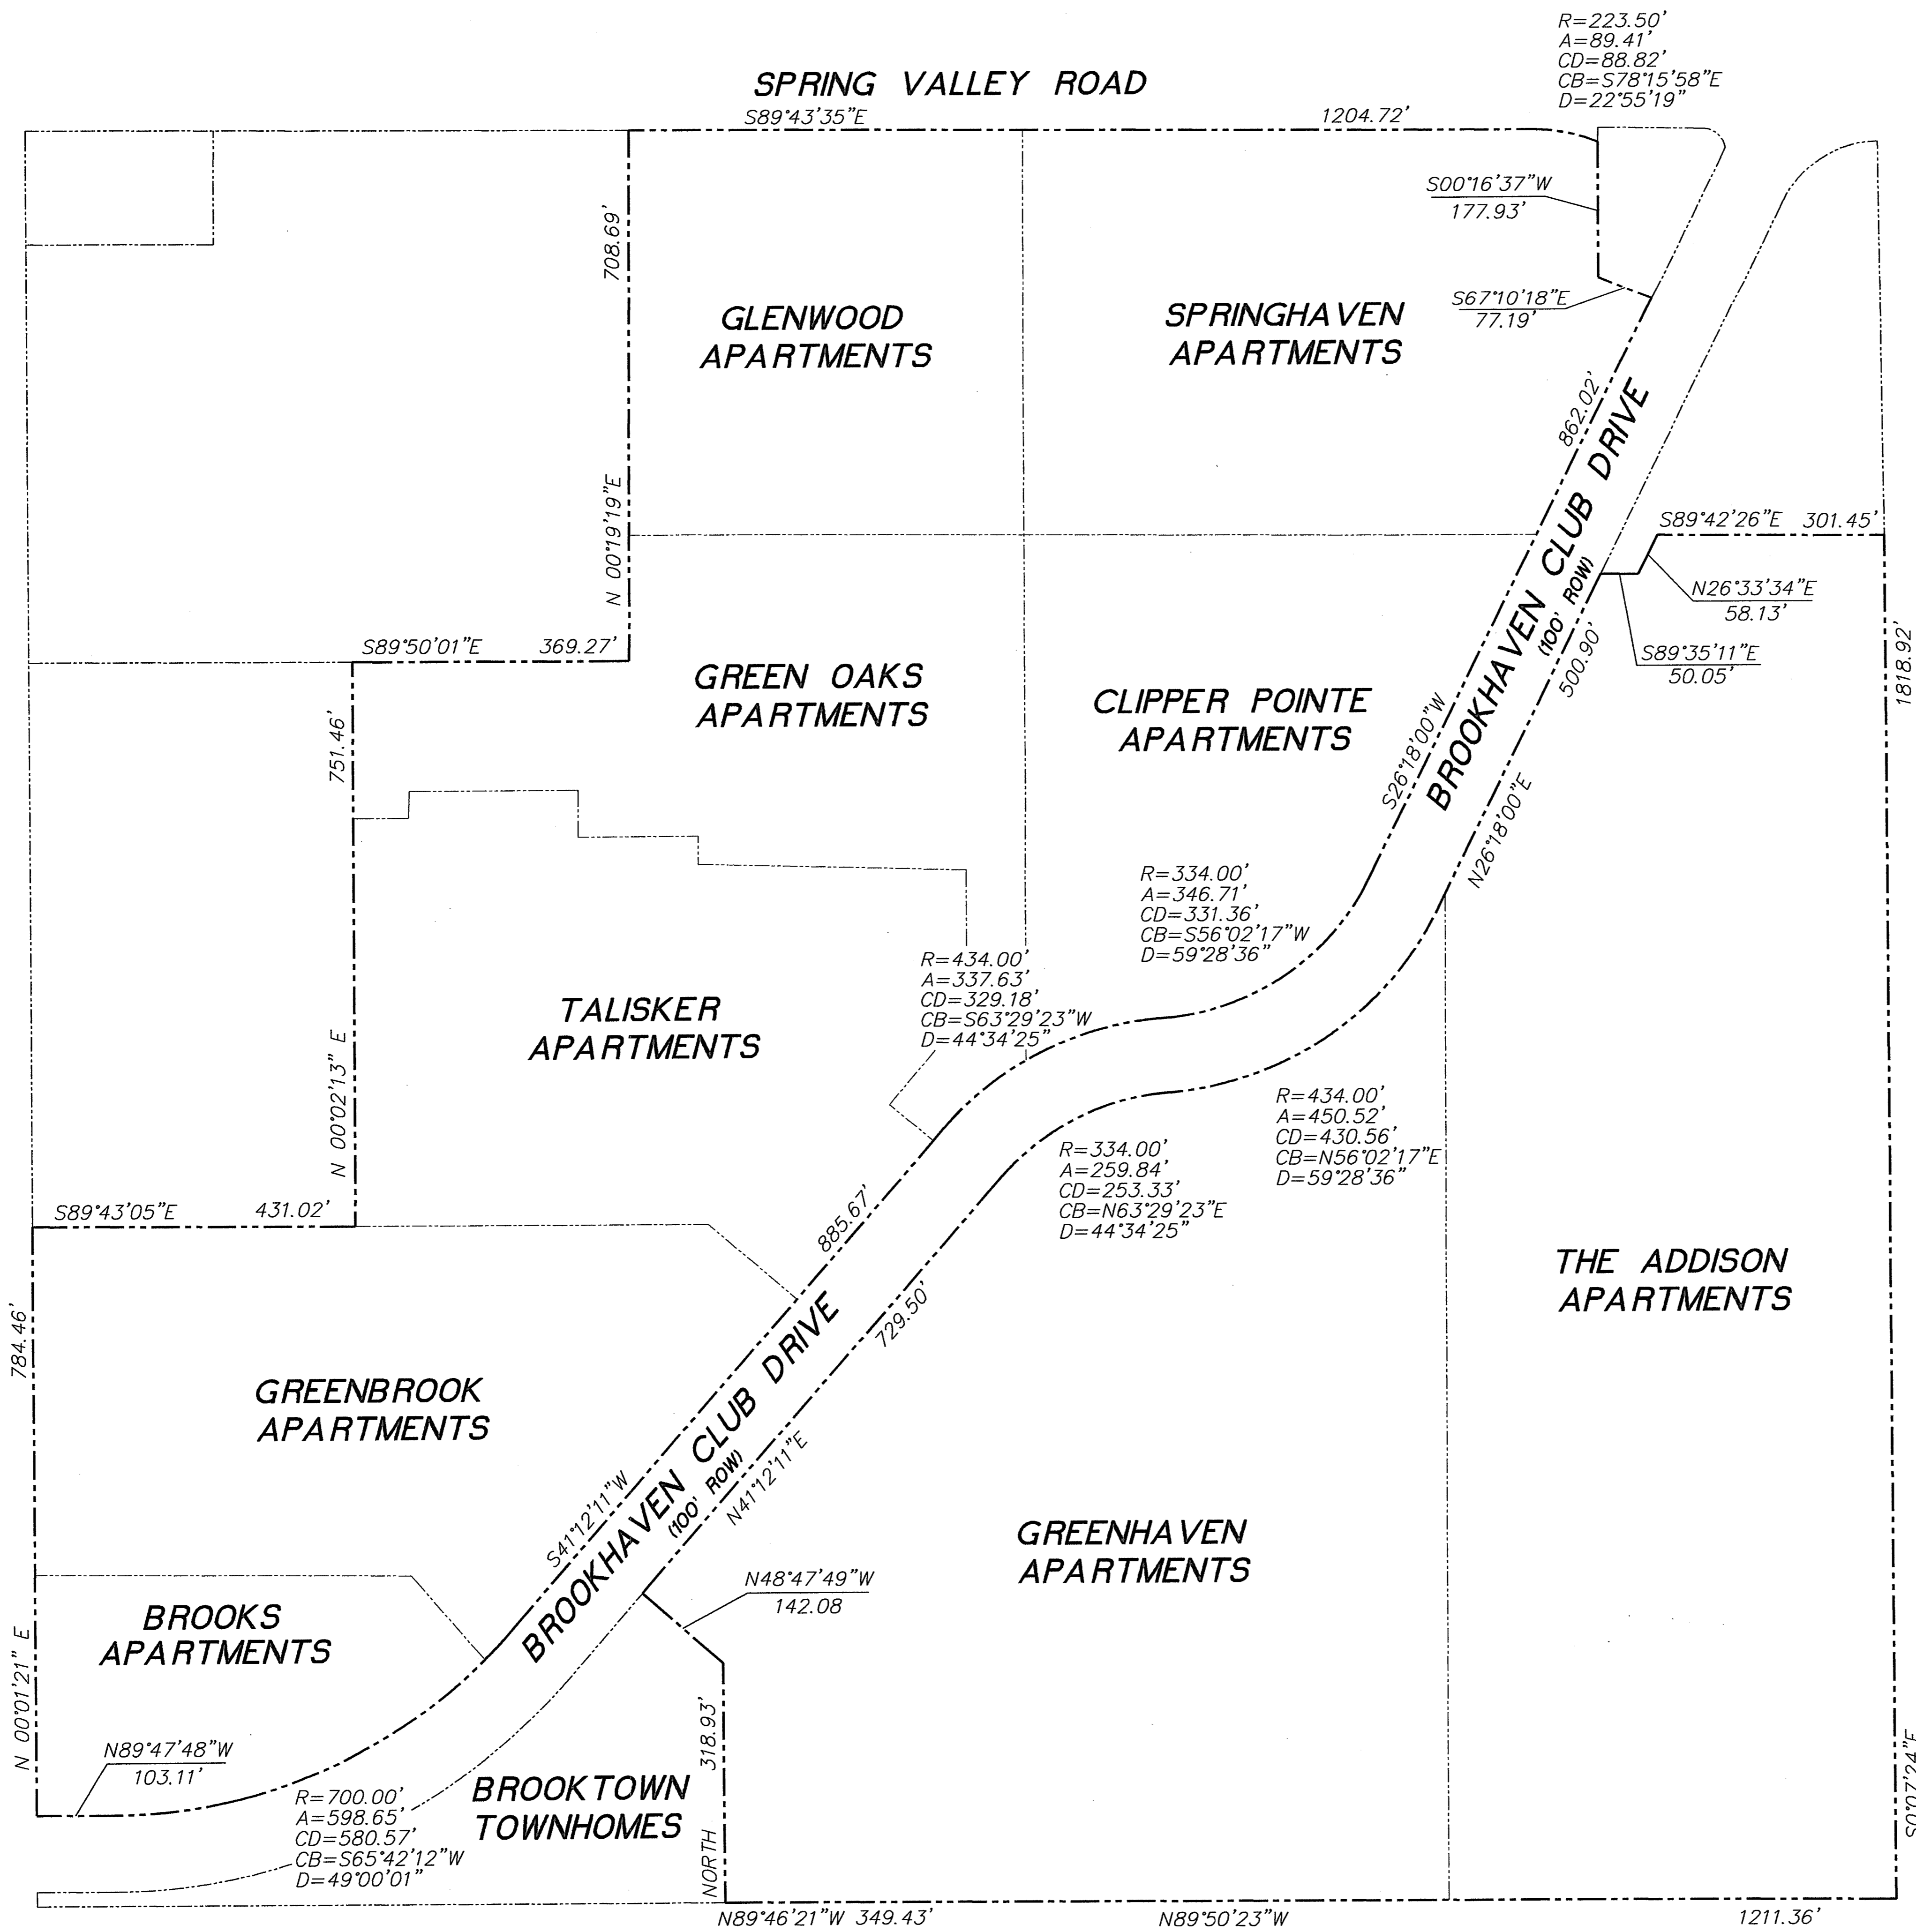 R=223.50'
A=89.41'
CD=88.82'
CB=S78°15'58"E
D=22°55'19"
SPRING VALLEY ROAD
S89°43'35"E 1204.72'
S00°16'37"W
177.93'
708.69'
N 00°19'19"E
GLENWOOD
APARTMENTS
SPRINGHAVEN
APARTMENTS
S67°10'18"E
77.19'
862.02'
S26°18'00"W
BROOKHAVEN CLUB DRIVE
(100' ROW)
500.90'
N26°18'00"E
S89°42'26"E 301.45'
N26°33'34"E
58.13'
S89°35'11"E
50.05'
1818.92'
S0°07'24"E
S89°50'01"E 369.27'
GREEN OAKS
APARTMENTS
CLIPPER POINTE
APARTMENTS
751.46'
N 00°02'13" E
R=334.00'
A=346.71'
CD=331.36'
CB=S56°02'17"W
D=59°28'36"
R=434.00'
A=337.63'
CD=329.18'
CB=S63°29'23"W
D=44°34'25"
TALISKER
APARTMENTS
R=434.00'
A=450.52'
CD=430.56'
CB=N56°02'17"E
D=59°28'36"
R=334.00'
A=259.84'
CD=253.33'
CB=N63°29'23"E
D=44°34'25"
S89°43'05"E 431.02'
885.67'
S41°12'11"W
729.50'
N41°12'11"E
BROOKHAVEN CLUB DRIVE
(100' ROW)
THE ADDISON
APARTMENTS
784.46'
N 00°01'21" E
GREENBROOK
APARTMENTS
GREENHAVEN
APARTMENTS
N48°47'49"W
142.08
BROOKS
APARTMENTS
N89°47'48"W
103.11'
R=700.00'
A=598.65'
CD=580.57'
CB=S65°42'12"W
D=49°00'01"
BROOKTOWN
TOWNHOMES
318.93'
NORTH
N89°46'21"W 349.43' N89°50'23"W 1211.36'